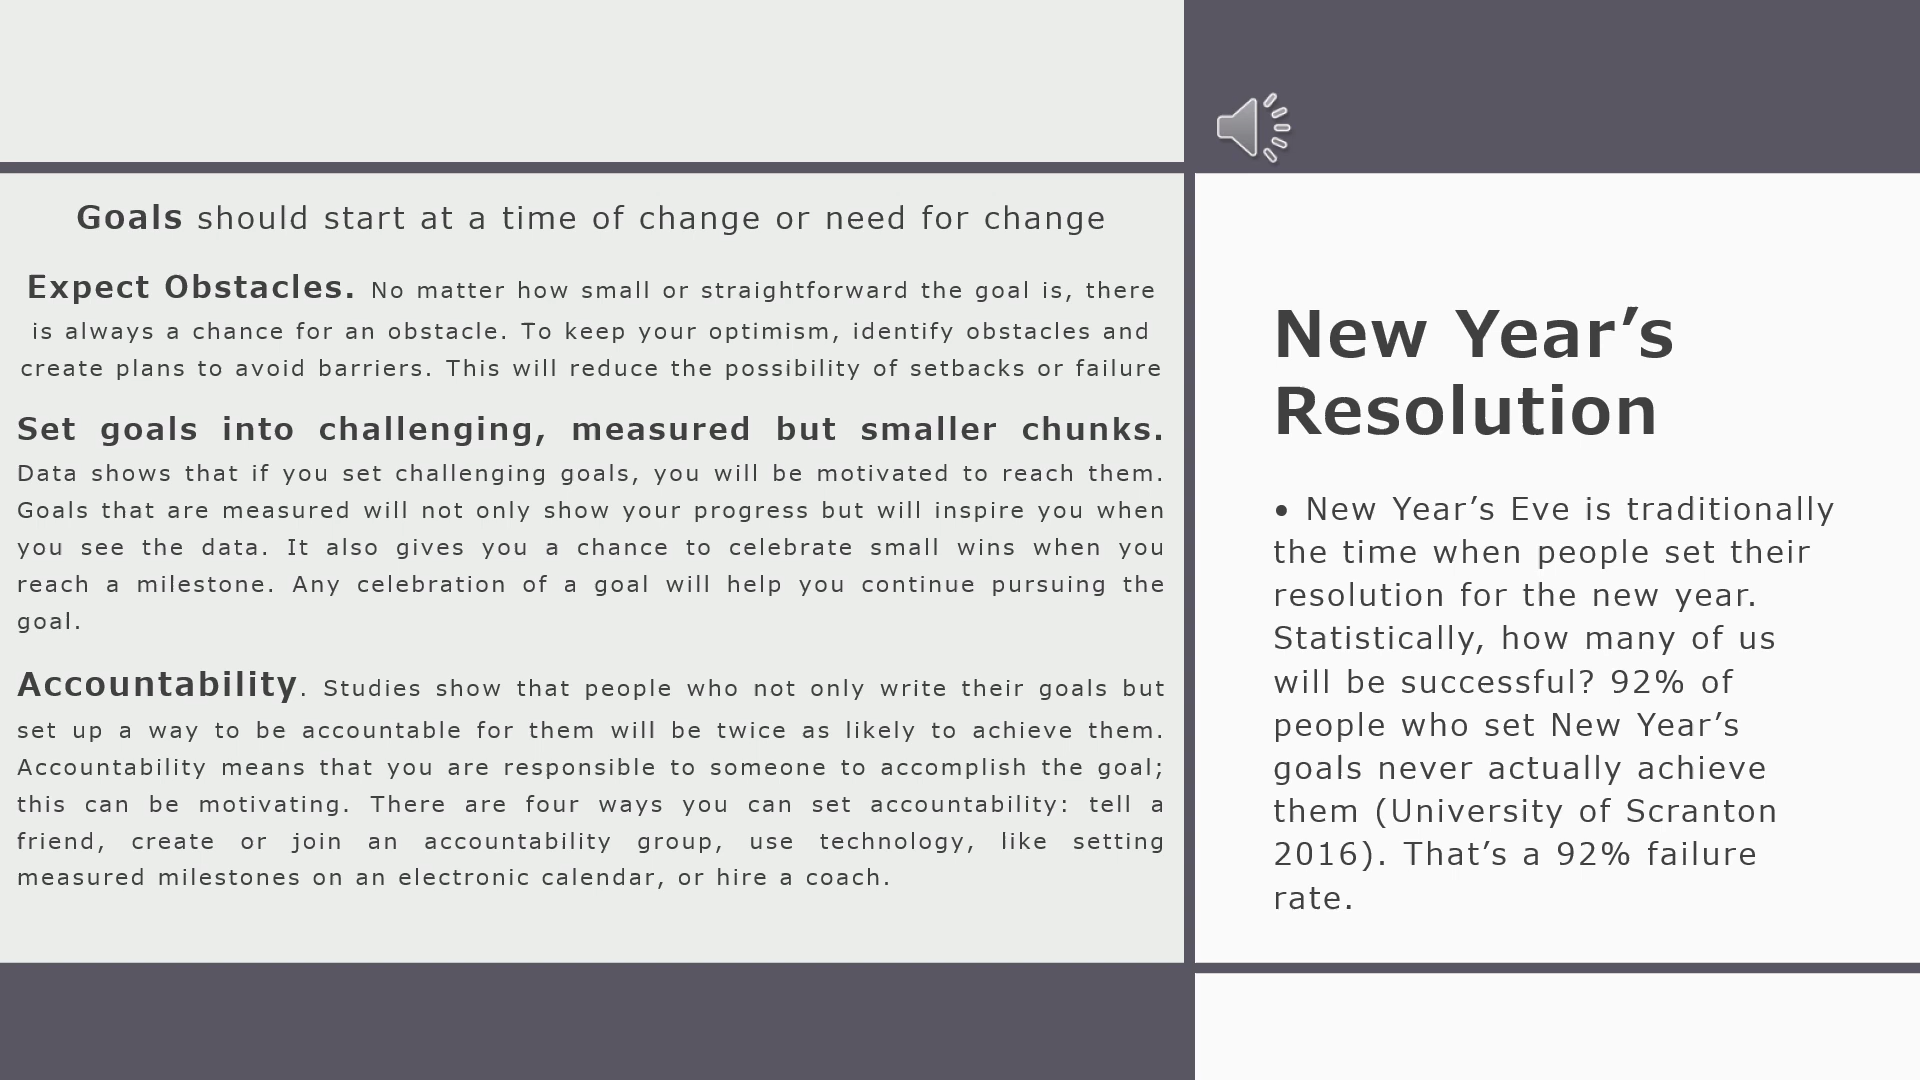 Goals should start at a time of change or need for change
Expect Obstacles. No matter how small or straightforward the goal is, there
is always a chance for an obstacle. To keep your optimism, identify obstacles and
create plans to avoid barriers. This will reduce the possibility of setbacks or failure
Set goals into challenging, measured but smaller chunks.
Data shows that if you set challenging goals, you will be motivated to reach them.
Goals that are measured will not only show your progress but will inspire you when
you see the data. It also gives you a chance to celebrate small wins when you
reach a milestone. Any celebration of a goal will help you continue pursuing the
goal.
Accountability. Studies show that people who not only write their goals but
set up a way to be accountable for them will be twice as likely to achieve them.
Accountability means that you are responsible to someone to accomplish the goal;
this can be motivating. There are four ways you can set accountability: tell a
friend, create or join an accountability group, use technology, like setting
measured milestones on an electronic calendar, or hire a coach.
New Year’s
Resolution
• New Year’s Eve is traditionally
the time when people set their
resolution for the new year.
Statistically, how many of us
will be successful? 92% of
people who set New Year’s
goals never actually achieve
them (University of Scranton
2016). That’s a 92% failure
rate.